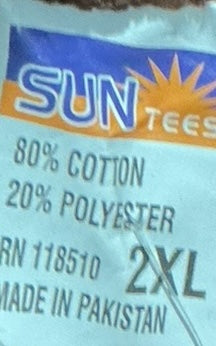 SUN TEES
80% COTTON
20% POLYESTER
RN 118510 2XL
MADE IN PAKISTAN